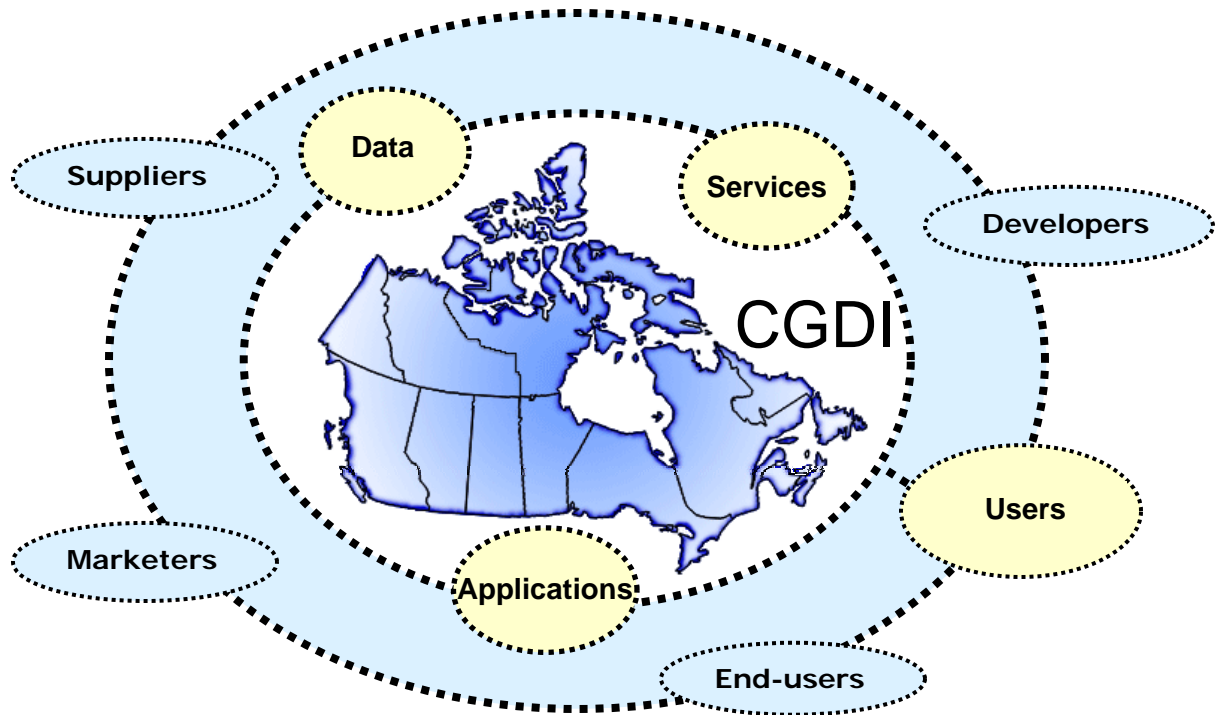 Data
Suppliers
Services
Developers
CGDI
Users
Marketers
Applications
End-users